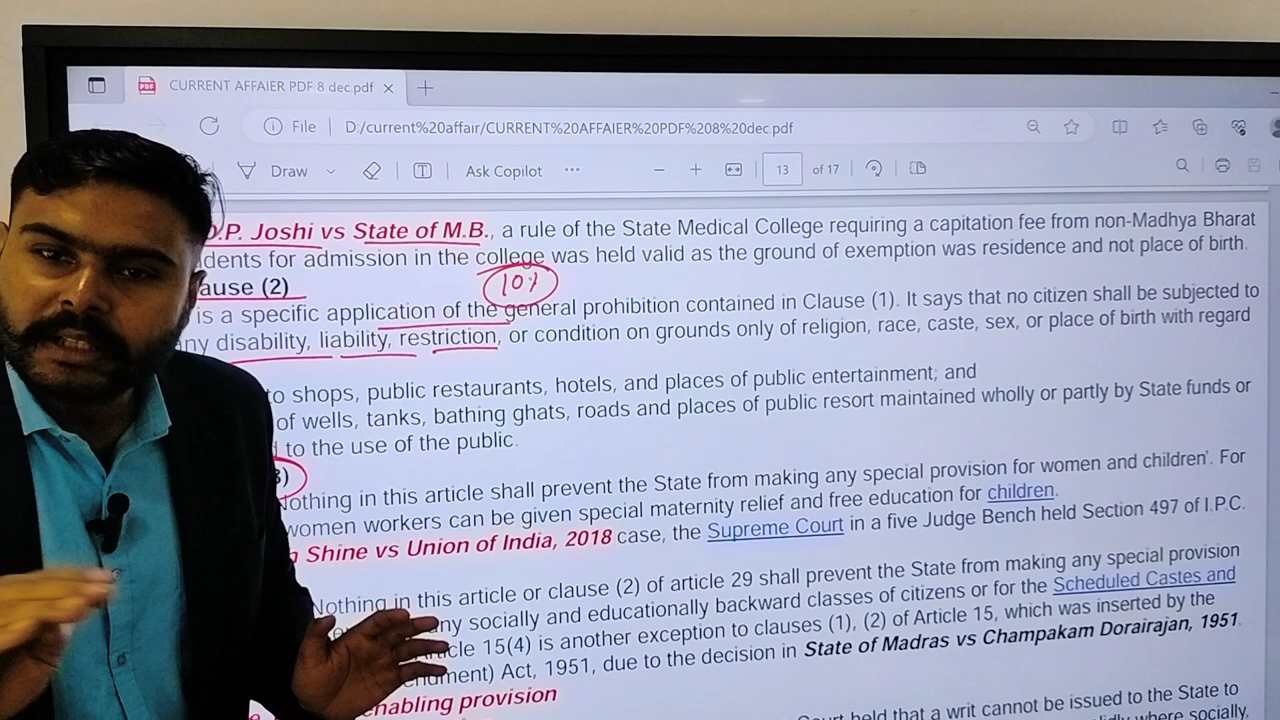 CURRENT AFFAIER PDF 8 dec.pdf
File D:/current%20affair/CURRENT%20AFFAIER%20PDF%208%20dec.pdf
Draw Ask Copilot 13 of 17
.P. Joshi vs State of M.B., a rule of the State Medical College requiring a capitation fee from non-Madhya Bharat
dents for admission in the college was held valid as the ground of exemption was residence and not place of birth.
ause (2)
10%
is a specific application of the general prohibition contained in Clause (1). It says that no citizen shall be subjected to
ny disability, liability, restriction, or condition on grounds only of religion, race, caste, sex, or place of birth with regard
to shops, public restaurants, hotels, and places of public entertainment; and
of wells, tanks, bathing ghats, roads and places of public resort maintained wholly or partly by State funds or
to the use of the public.
3)
Nothing in this article shall prevent the State from making any special provision for women and children'. For
women workers can be given special maternity relief and free education for children.
Shine vs Union of India, 2018 case, the Supreme Court in a five Judge Bench held Section 497 of I.P.C.
Nothing in this article or clause (2) of article 29 shall prevent the State from making any special provision
ny socially and educationally backward classes of citizens or for the Scheduled Castes and
cle 15(4) is another exception to clauses (1), (2) of Article 15, which was inserted by the
ment) Act, 1951, due to the decision in State of Madras vs Champakam Dorairajan, 1951.
nabling provision
held that a writ cannot be issued to the State to
where socially,